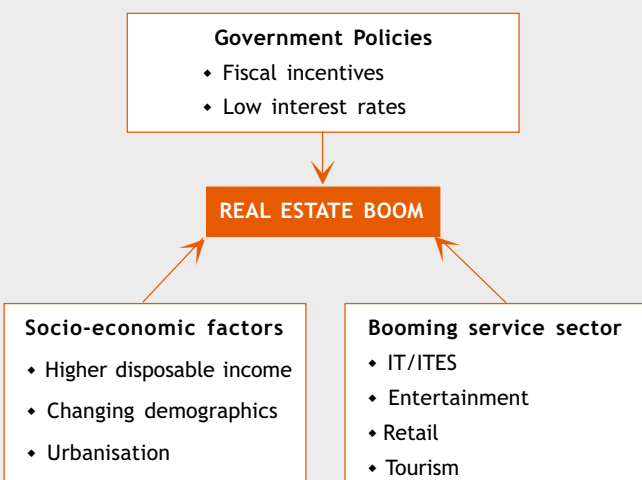 Government Policies
◆ Fiscal incentives
◆ Low interest rates
REAL ESTATE BOOM
Socio-economic factors
◆ Higher disposable income
◆ Changing demographics
◆ Urbanisation
Booming service sector
◆ IT/ITES
◆ Entertainment
◆ Retail
◆ Tourism